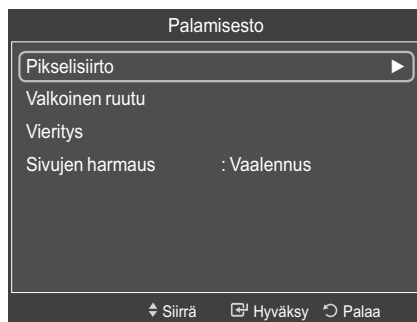 Palamisesto
Pikselisiirto
Valkoinen ruutu
Vieritys
Sivujen harmaus : Vaalennus
Siirrä Hyväksy Palaa